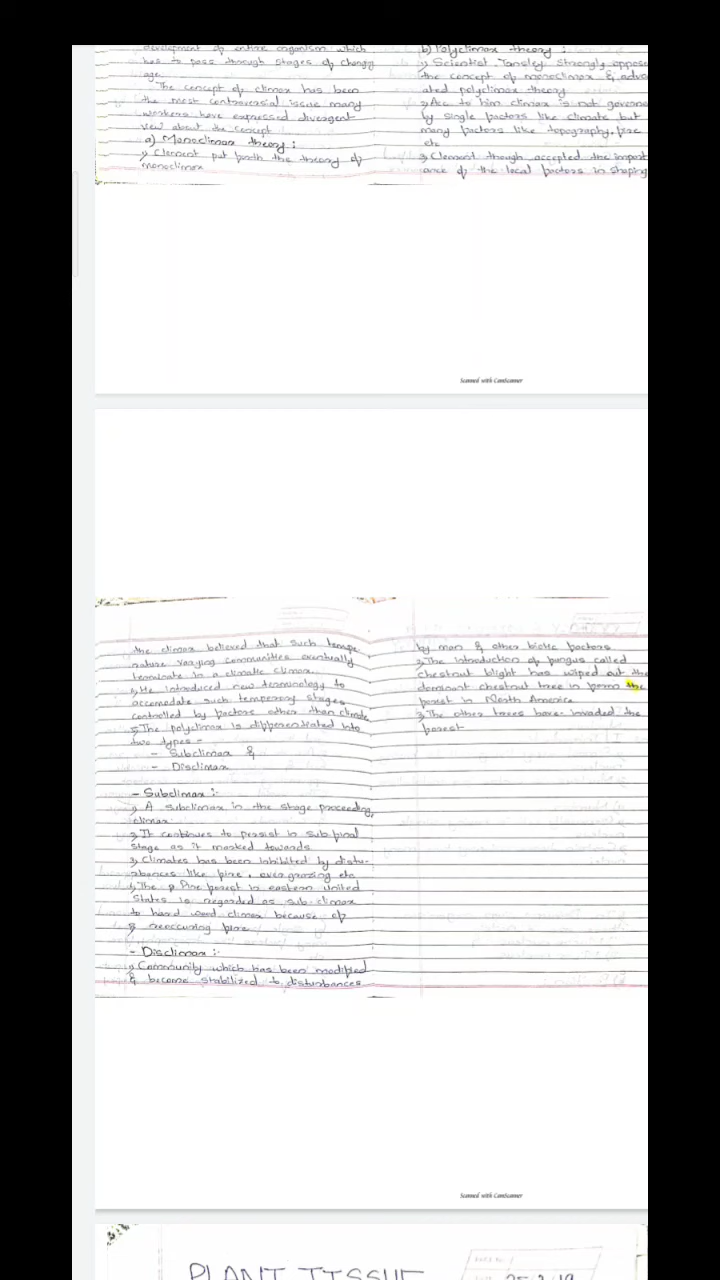 development of entire organism which
has to pass through stages of changg
age.
The concept of climax has been
the most controversial issue many
workers have expressed divergent
view about the concept
a) Monoclimax theory :
1) Clement put forth the theory of
monoclimax
b) Polyclimax theory :
1) Scientist Tansley strongly oppose
the concept of monoclimax & advo
ated polyclimax theory
2) Acc to him climax is not governe
by single factors like climate but
many factors like topography, fire
etc
3) Clement though accepted the import
ance of the local factors in shaping
Scanned with CamScanner
the climax believed that such tempe
nature varying communities eventually
terminate in a climatic climax.
4) He introduced new terminology to
accomedate such temperory stages
controlled by factors other than climate
5) The polyclimax is differentiated into
two types -
- Subclimax &
- Disclimax
- Subclimax :-
1) A subclimax in the stage proceeding
climax.
2) It continues to persist in sub final
stage as it masked towards
3) Climates has been inhibited by distu-
abances like fire, over grazing etc
4) The p Pine forest in eastern united
states is regarded as sub-climax
to hard wood climax because of
5 reoccuring fire
- Disclimax :-
1) Community which has been modified
& become stabilized to disturbances
by man & other biotic factors
2) The introduction of fungus called
chestnut blight has wiped out the
dominant chestnut tree in form the
forest in North America
3) The other trees have invaded the
forest
Scanned with CamScanner
PLANT TISSUE